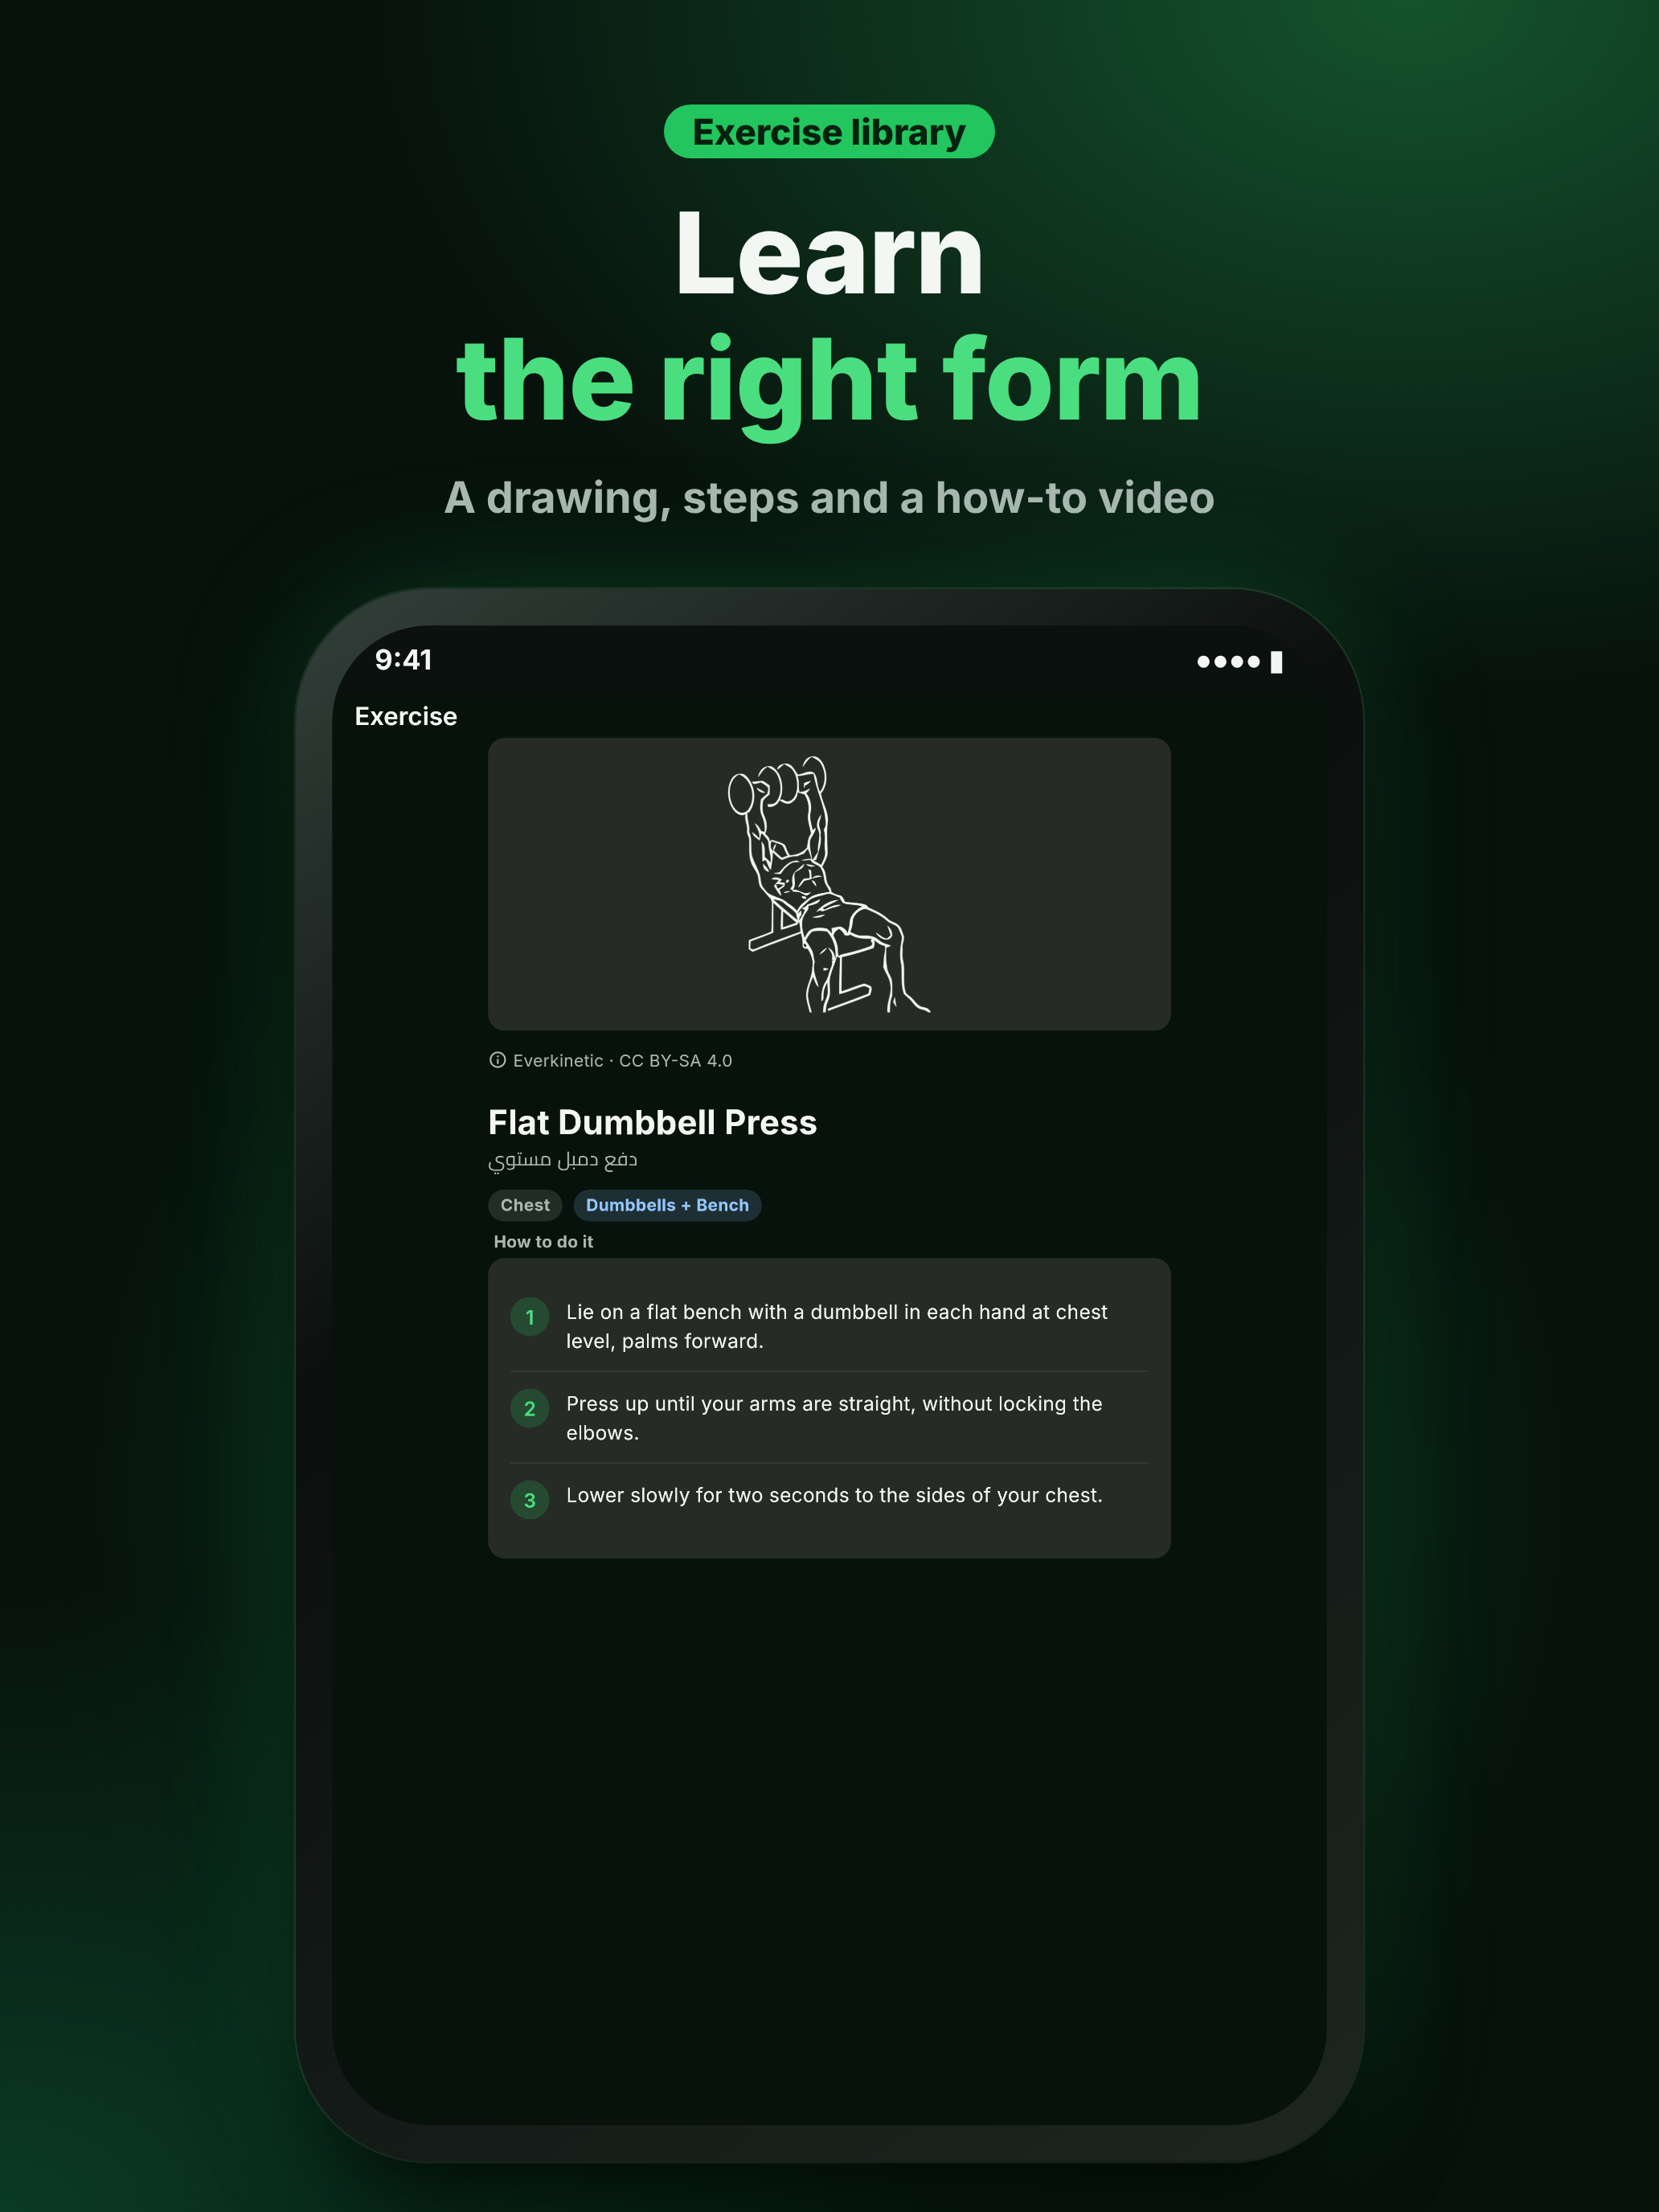 Exercise library
Learn
the right form
A drawing, steps and a how-to video
9:41
Exercise
Everkinetic · CC BY-SA 4.0
Flat Dumbbell Press
دفع دمبل مستوي
Chest
Dumbbells + Bench
How to do it
1
Lie on a flat bench with a dumbbell in each hand at chest
level, palms forward.
2
Press up until your arms are straight, without locking the
elbows.
3
Lower slowly for two seconds to the sides of your chest.